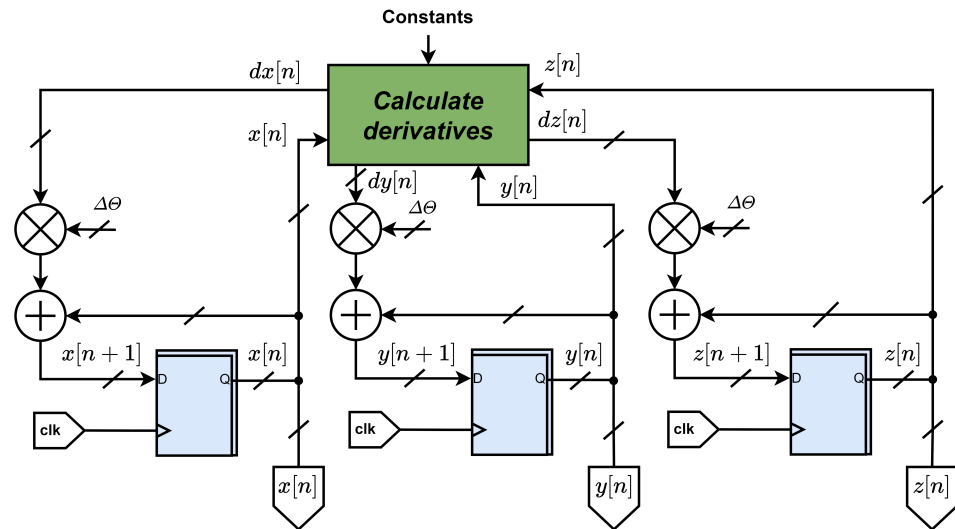 Constants
dx[n]
z[n]
Calculate
derivatives
x[n]
dz[n]
dy[n]
y[n]
ΔΘ
ΔΘ
ΔΘ
x[n + 1]
x[n]
y[n + 1]
y[n]
z[n + 1]
z[n]
D
Q
D
Q
D
Q
clk
clk
clk
x[n]
y[n]
z[n]